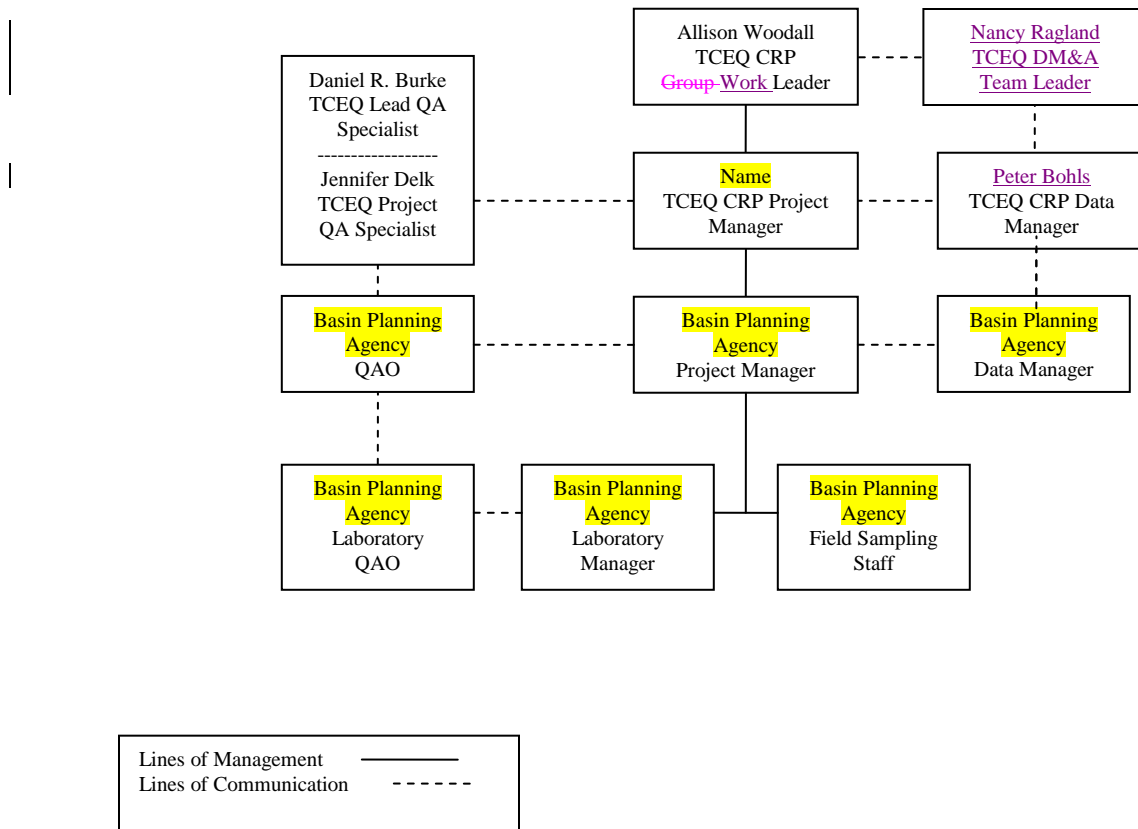 Allison Woodall
TCEQ CRP
Group Work Leader
Nancy Ragland
TCEQ DM&A
Team Leader
Daniel R. Burke
TCEQ Lead QA
Specialist
------------------
Jennifer Delk
TCEQ Project
QA Specialist
Name
TCEQ CRP Project
Manager
Peter Bohls
TCEQ CRP Data
Manager
Basin Planning
Agency
QAO
Basin Planning
Agency
Project Manager
Basin Planning
Agency
Data Manager
Basin Planning
Agency
Laboratory
QAO
Basin Planning
Agency
Laboratory
Manager
Basin Planning
Agency
Field Sampling
Staff
Lines of Management
Lines of Communication